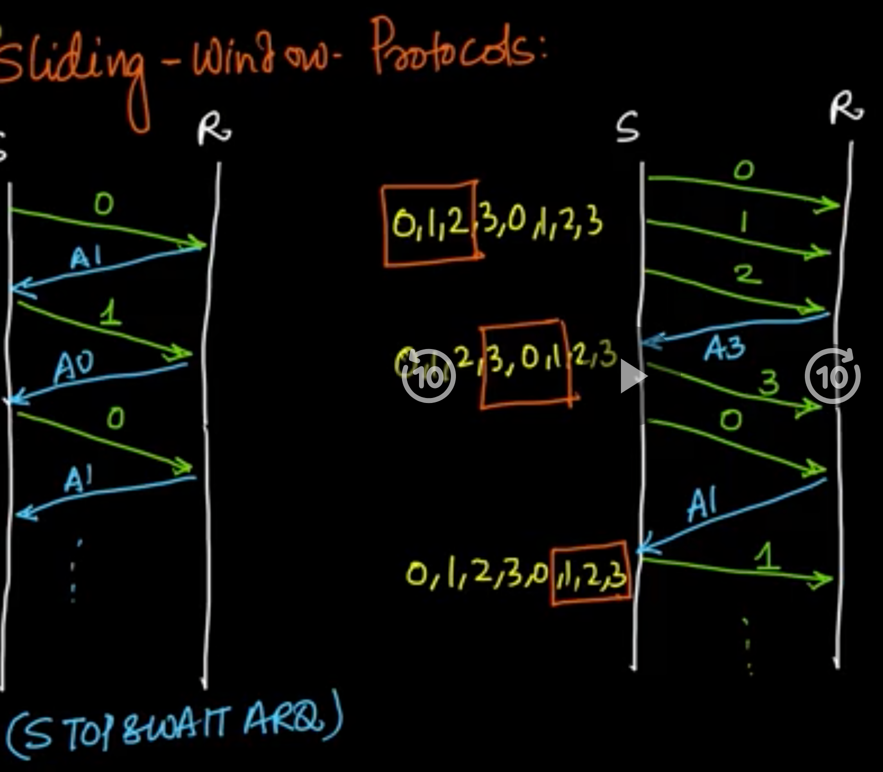 Sliding-Window-Protocols:
S R
0
A1
1
A0
0
A1
(STOP&WAIT ARQ)
S R
0,1,2,3,0,1,2,3
0
1
2
A3
0,1,2,3,0,1,2,3
10
10
3
0
A1
0,1,2,3,0,1,2,3
1